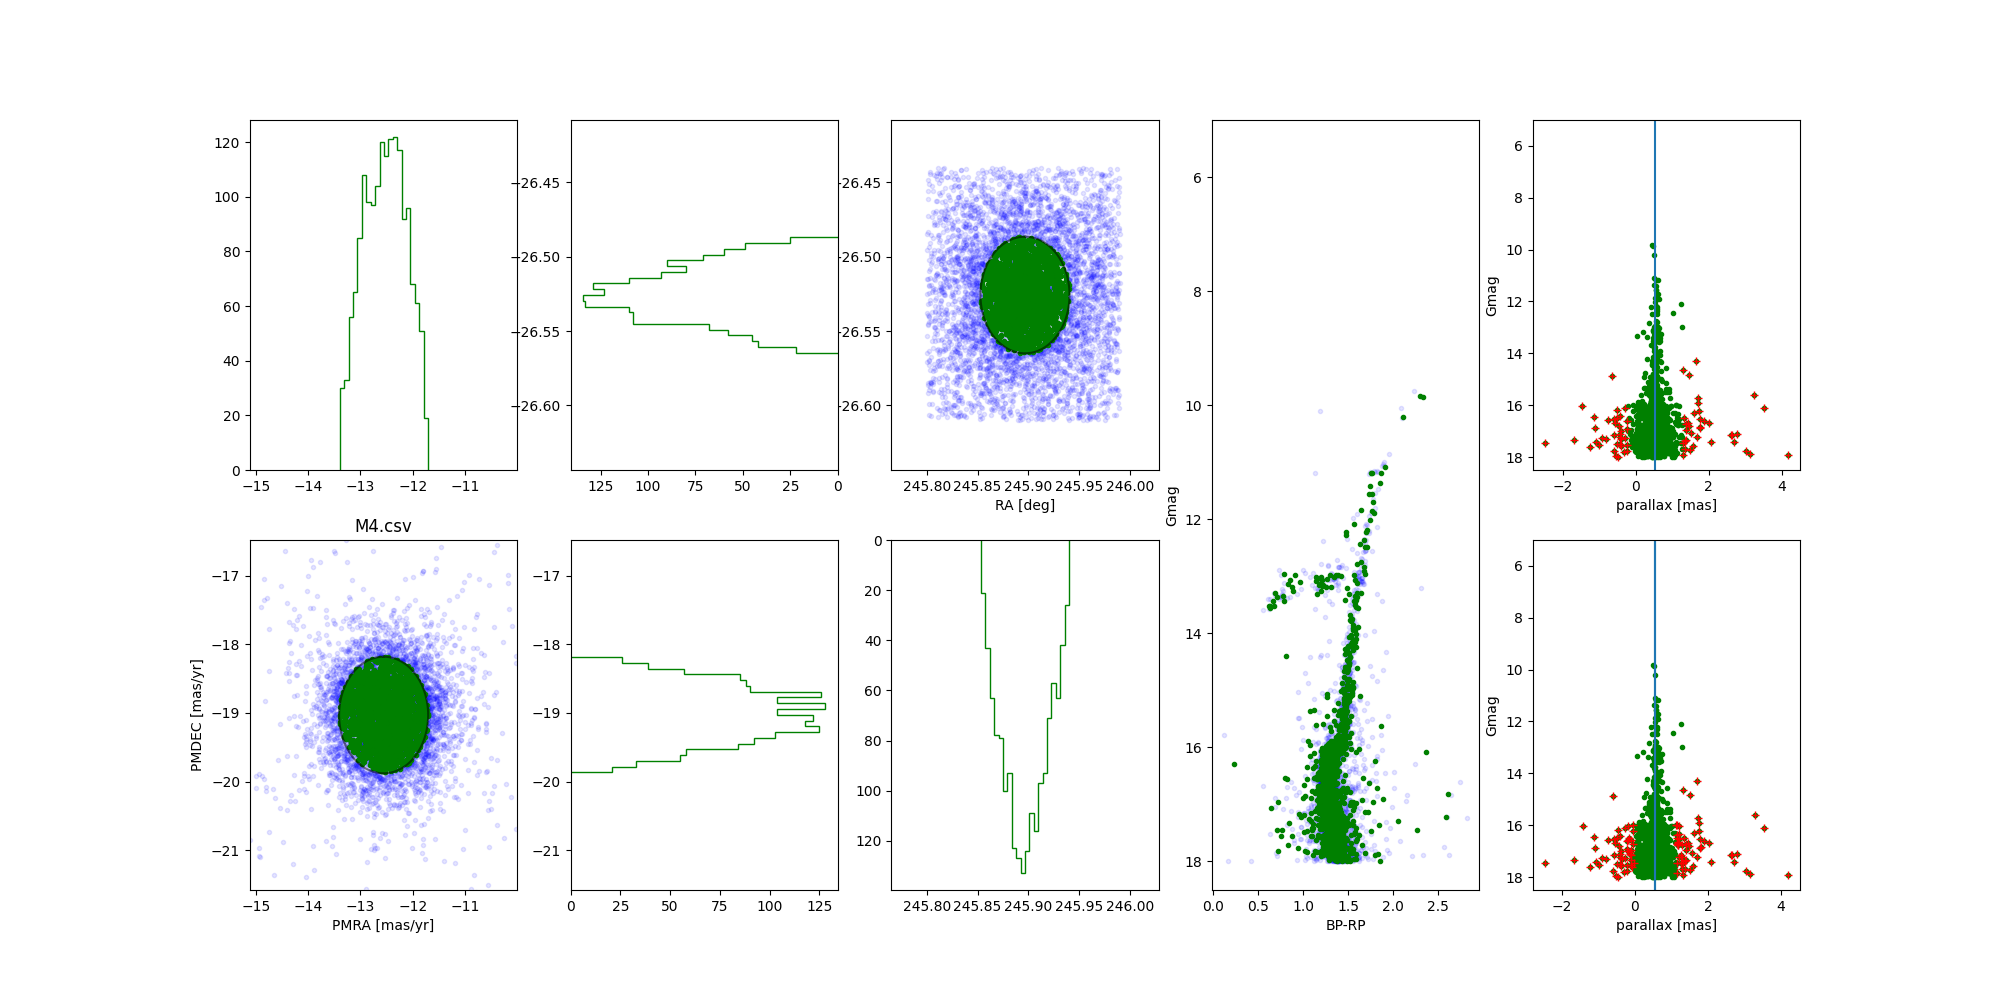 120
100
80
60
40
20
0
−15 −14 −13 −12 −11
−26.45
−26.50
−26.55
−26.60
125 100 75 50 25 0
−26.45
−26.50
−26.55
−26.60
245.80 245.85 245.90 245.95 246.00
RA [deg]
Gmag
6
8
10
12
14
16
18
0.0 0.5 1.0 1.5 2.0 2.5
BP-RP
Gmag
6
8
10
12
14
16
18
−2 0 2 4
parallax [mas]
M4.csv
PMDEC [mas/yr]
−17
−18
−19
−20
−21
−15 −14 −13 −12 −11
PMRA [mas/yr]
−17
−18
−19
−20
−21
0 25 50 75 100 125
0
20
40
60
80
100
120
245.80 245.85 245.90 245.95 246.00
Gmag
6
8
10
12
14
16
18
−2 0 2 4
parallax [mas]